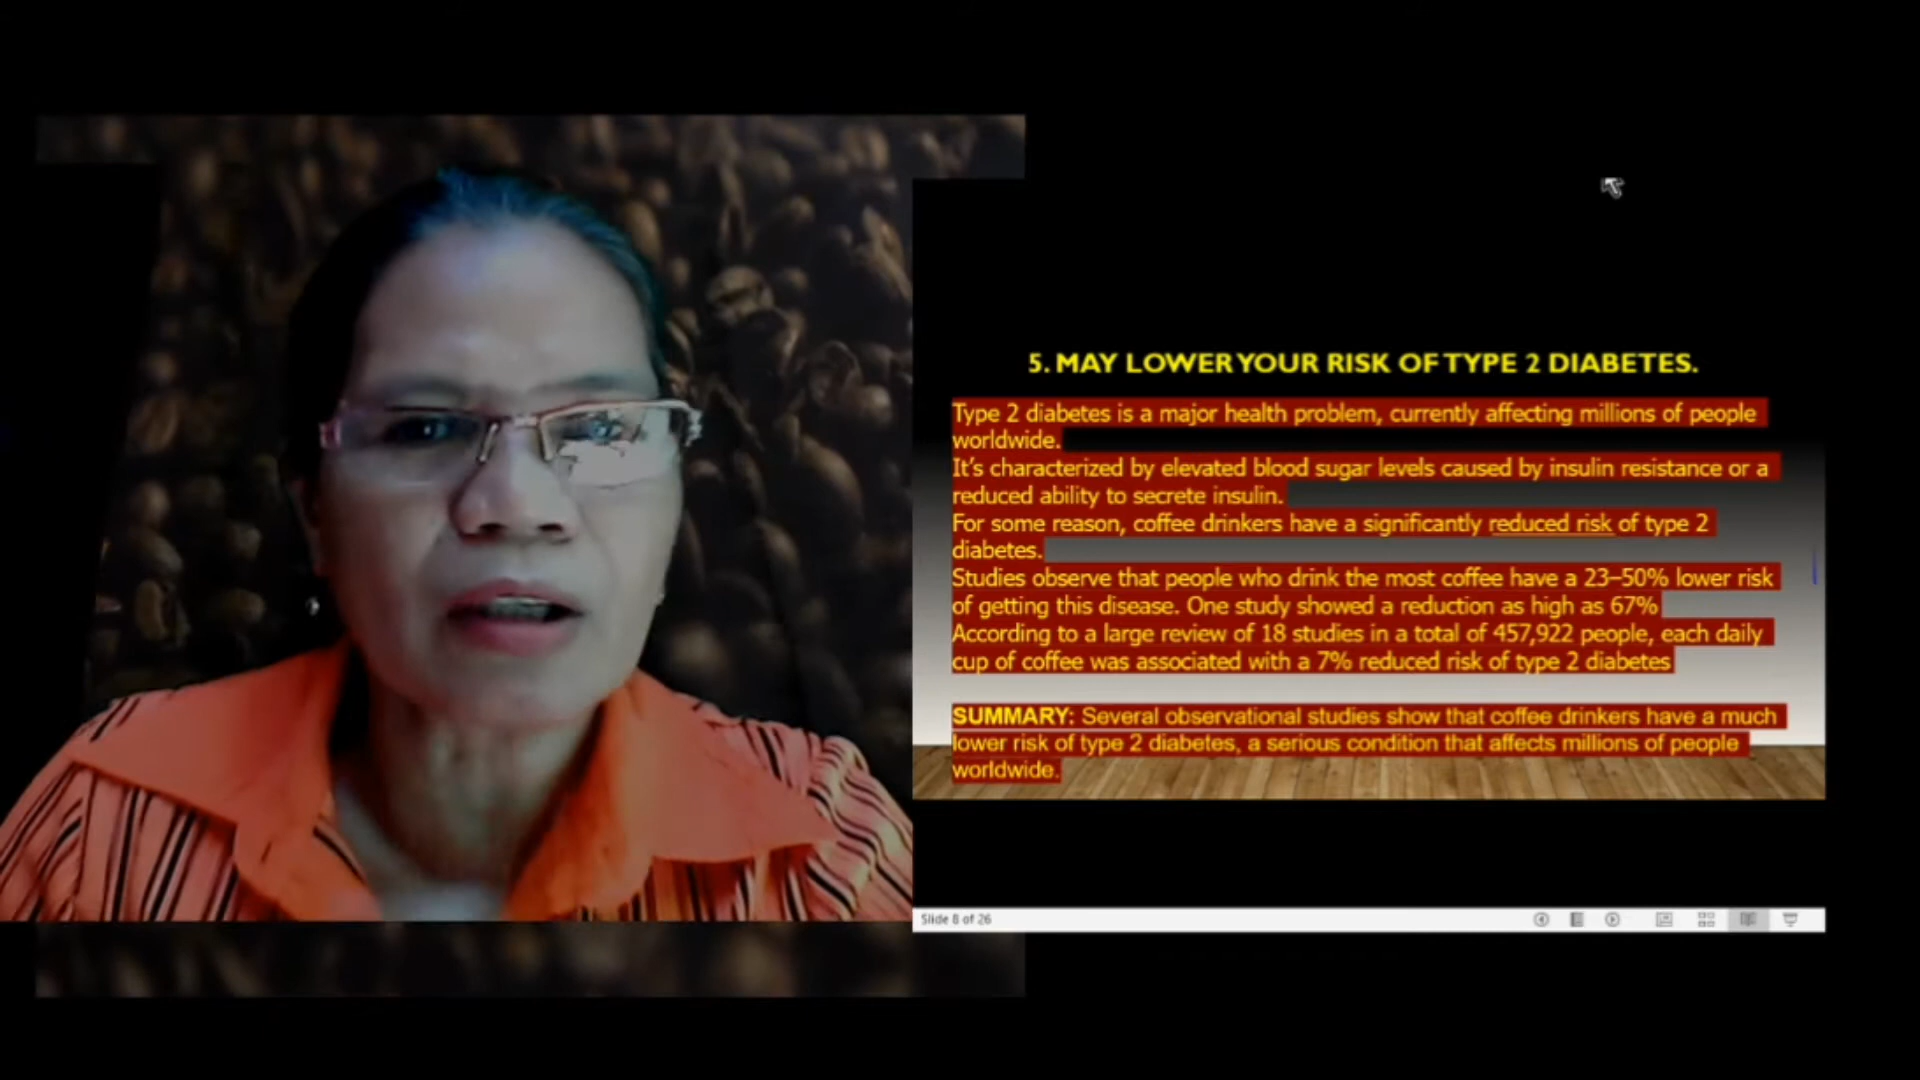 5. MAY LOWER YOUR RISK OF TYPE 2 DIABETES.
Type 2 diabetes is a major health problem, currently affecting millions of people
worldwide.
It's characterized by elevated blood sugar levels caused by insulin resistance or a
reduced ability to secrete insulin.
For some reason, coffee drinkers have a significantly reduced risk of type 2
diabetes.
Studies observe that people who drink the most coffee have a 23–50% lower risk
of getting this disease. One study showed a reduction as high as 67%
According to a large review of 18 studies in a total of 457,922 people, each daily
cup of coffee was associated with a 7% reduced risk of type 2 diabetes
SUMMARY: Several observational studies show that coffee drinkers have a much
lower risk of type 2 diabetes, a serious condition that affects millions of people
worldwide.
Slide 8 of 26